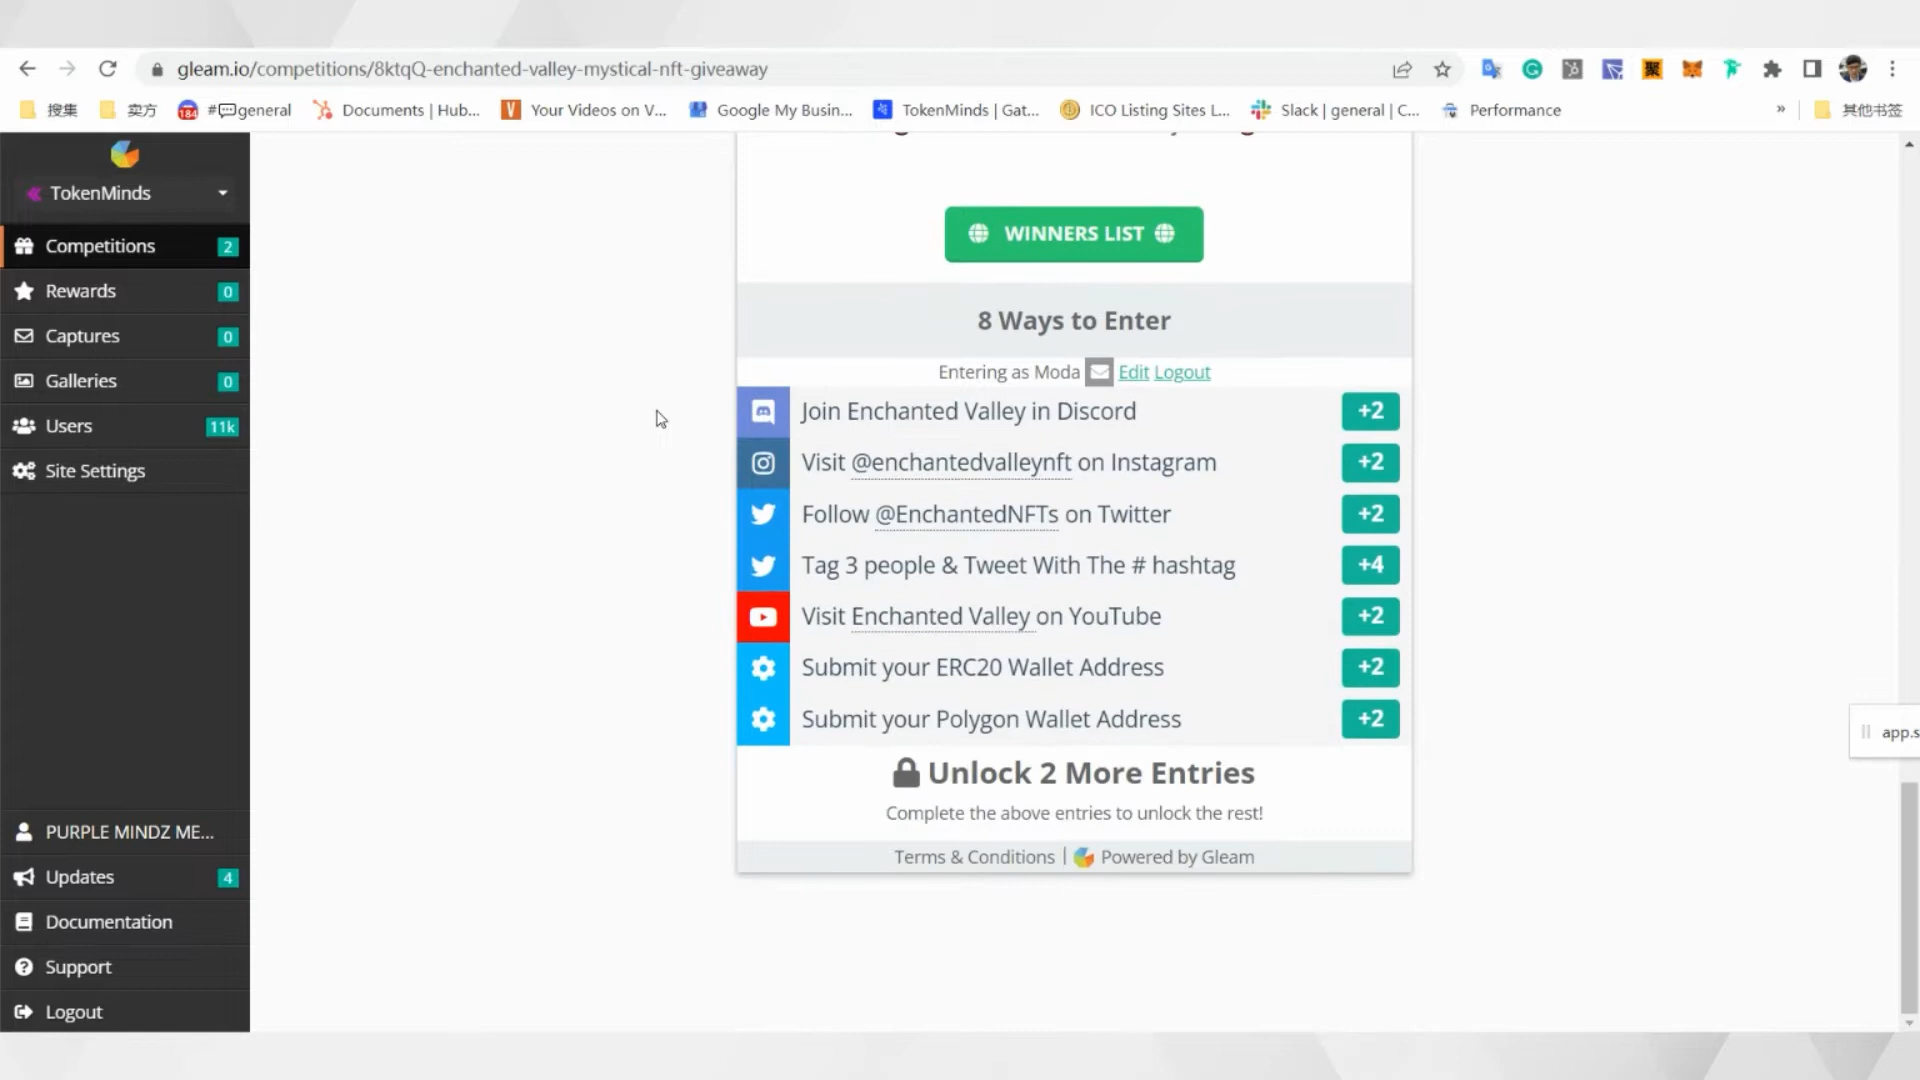 gleam.io/competitions/8ktqQ-enchanted-valley-mystical-nft-giveaway
搜集
卖方
184
#💬general
Documents | Hub...
Your Videos on V...
Google My Busin...
TokenMinds | Gat...
ICO Listing Sites L...
Slack | general | C...
Performance
»
其他书签
TokenMinds
Competitions 2
Rewards 0
Captures 0
Galleries 0
Users 11k
Site Settings
PURPLE MINDZ ME...
Updates 4
Documentation
Support
Logout
WINNERS LIST
8 Ways to Enter
Entering as Moda Edit Logout
Join Enchanted Valley in Discord +2
Visit @enchantedvalleynft on Instagram +2
Follow @EnchantedNFTs on Twitter +2
Tag 3 people & Tweet With The # hashtag +4
Visit Enchanted Valley on YouTube +2
Submit your ERC20 Wallet Address +2
Submit your Polygon Wallet Address +2
Unlock 2 More Entries
Complete the above entries to unlock the rest!
Terms & Conditions | Powered by Gleam
app.s